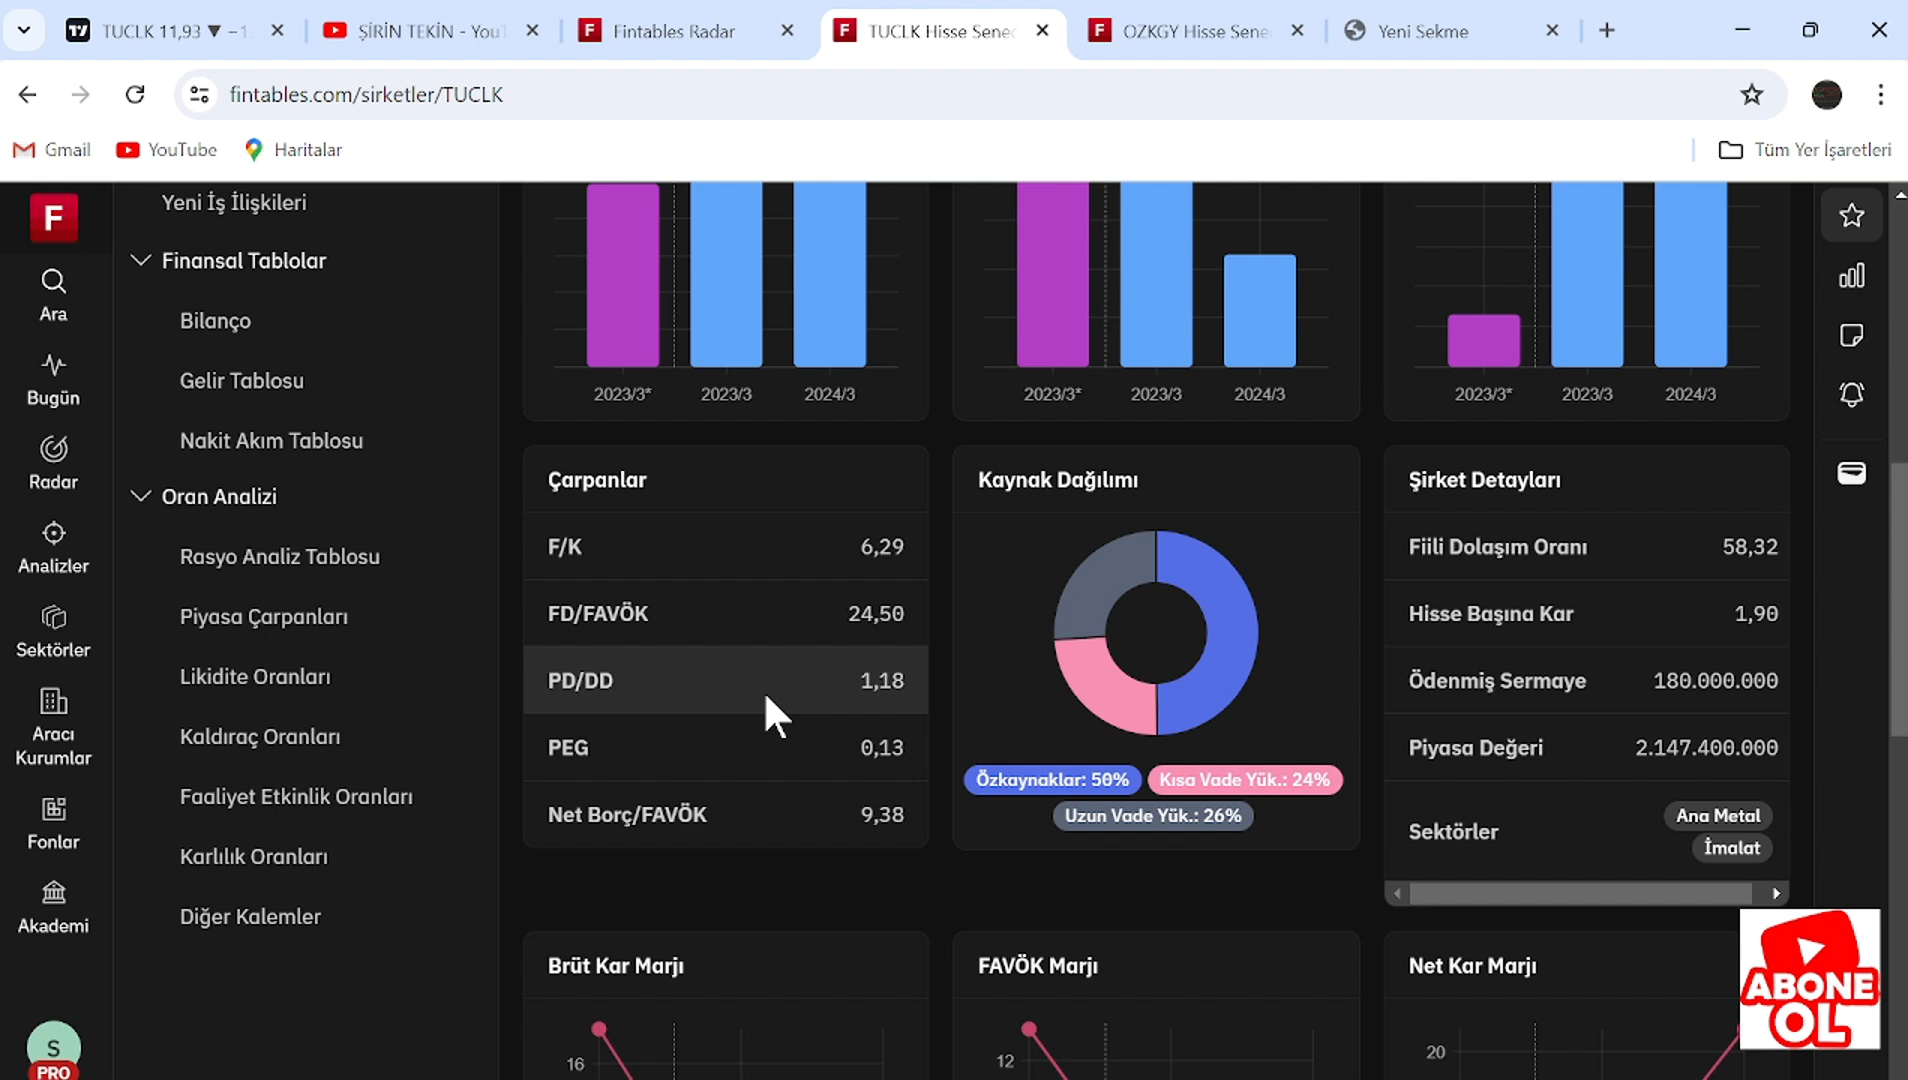 TUCLK 11,93 ▼ −1.
ŞİRİN TEKİN - YouT
Fintables Radar
TUCLK Hisse Senec
OZKGY Hisse Sene
Yeni Sekme
fintables.com/sirketler/TUCLK
Gmail
YouTube
Haritalar
Tüm Yer İşaretleri
F
Ara
Bugün
Radar
Analizler
Sektörler
Aracı
Kurumlar
Fonlar
Akademi
S
PRO
Yeni İş İlişkileri
Finansal Tablolar
Bilanço
Gelir Tablosu
Nakit Akım Tablosu
Oran Analizi
Rasyo Analiz Tablosu
Piyasa Çarpanları
Likidite Oranları
Kaldıraç Oranları
Faaliyet Etkinlik Oranları
Karlılık Oranları
Diğer Kalemler
2023/3* 2023/3 2024/3
2023/3* 2023/3 2024/3
2023/3* 2023/3 2024/3
Çarpanlar
F/K 6,29
FD/FAVÖK 24,50
PD/DD 1,18
PEG 0,13
Net Borç/FAVÖK 9,38
Kaynak Dağılımı
Özkaynaklar: 50% Kısa Vade Yük.: 24%
Uzun Vade Yük.: 26%
Şirket Detayları
Fiili Dolaşım Oranı 58,32
Hisse Başına Kar 1,90
Ödenmiş Sermaye 180.000.000
Piyasa Değeri 2.147.400.000
Sektörler Ana Metal
İmalat
Brüt Kar Marjı
16
FAVÖK Marjı
12
Net Kar Marjı
20
ABONE
OL